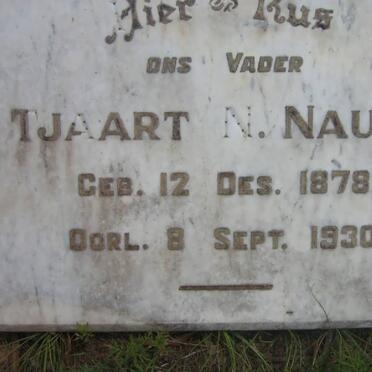 Hier Rus
ONS VADER
TJAART N. NAU
GEB. 12 DES. 1878
OORL. 8 SEPT. 1930